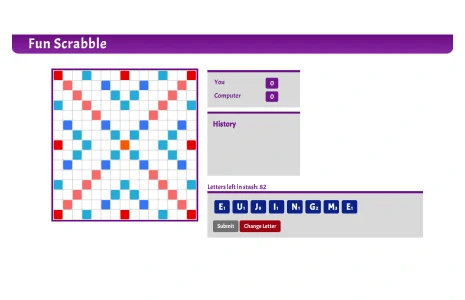 Fun Scrabble
You 0
Computer 0
History
Letters left in stash: 82
E1 U1 J8 I1 N1 G2 M3 E1
Submit Change Letter